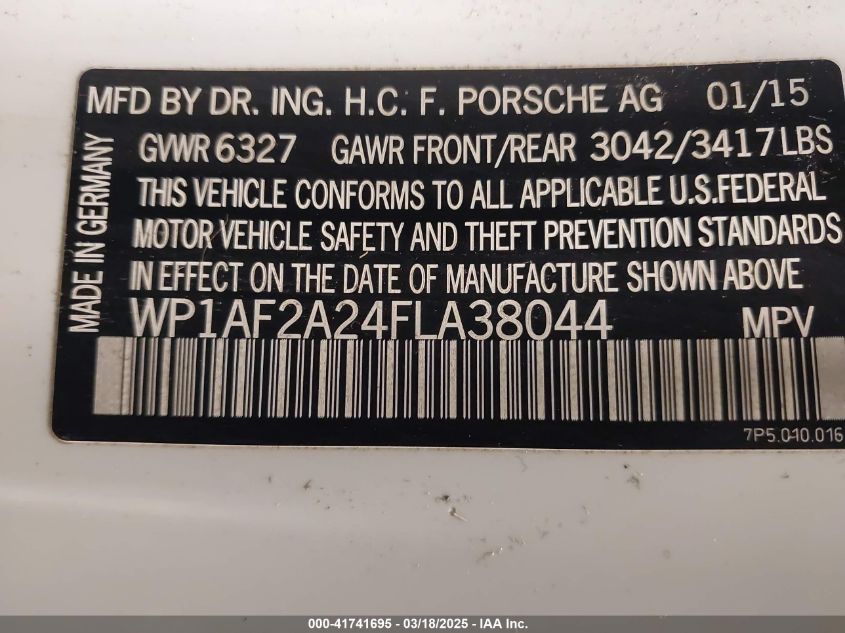 MFD BY DR. ING. H.C. F. PORSCHE AG 01/15
GVWR 6327 GAWR FRONT/REAR 3042/3417LBS
THIS VEHICLE CONFORMS TO ALL APPLICABLE U.S.FEDERAL
MOTOR VEHICLE SAFETY AND THEFT PREVENTION STANDARDS
IN EFFECT ON THE DATE OF MANUFACTURE SHOWN ABOVE
WP1AF2A24FLA38044 MPV
MADE IN GERMANY
7P5.010.016
000-41741695 - 03/18/2025 - IAA Inc.